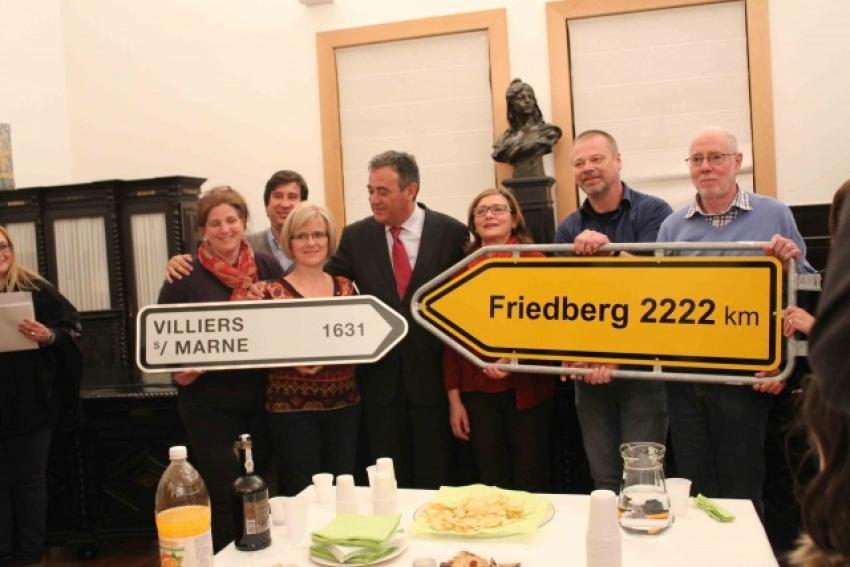 VILLIERS
s/ MARNE 1631
Friedberg 2222 km